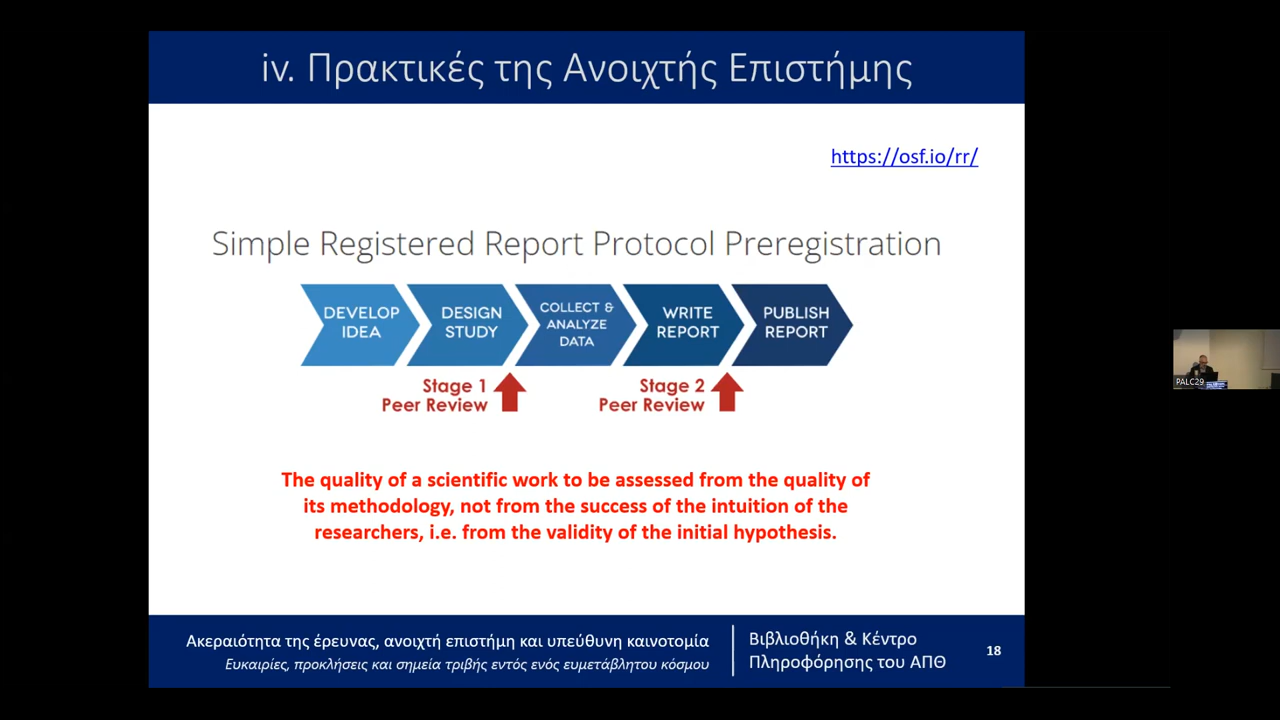 iv. Πρακτικές της Ανοιχτής Επιστήμης
https://osf.io/rr/
Simple Registered Report Protocol Preregistration
DEVELOP
IDEA
DESIGN
STUDY
COLLECT &
ANALYZE
DATA
WRITE
REPORT
PUBLISH
REPORT
Stage 1
Peer Review
Stage 2
Peer Review
The quality of a scientific work to be assessed from the quality of
its methodology, not from the success of the intuition of the
researchers, i.e. from the validity of the initial hypothesis.
PALC29
Ακεραιότητα της έρευνας, ανοιχτή επιστήμη και υπεύθυνη καινοτομία
Ευκαιρίες, προκλήσεις και σημεία τριβής εντός ενός ευμετάβλητου κόσμου
Βιβλιοθήκη & Κέντρο
Πληροφόρησης του ΑΠΘ
18